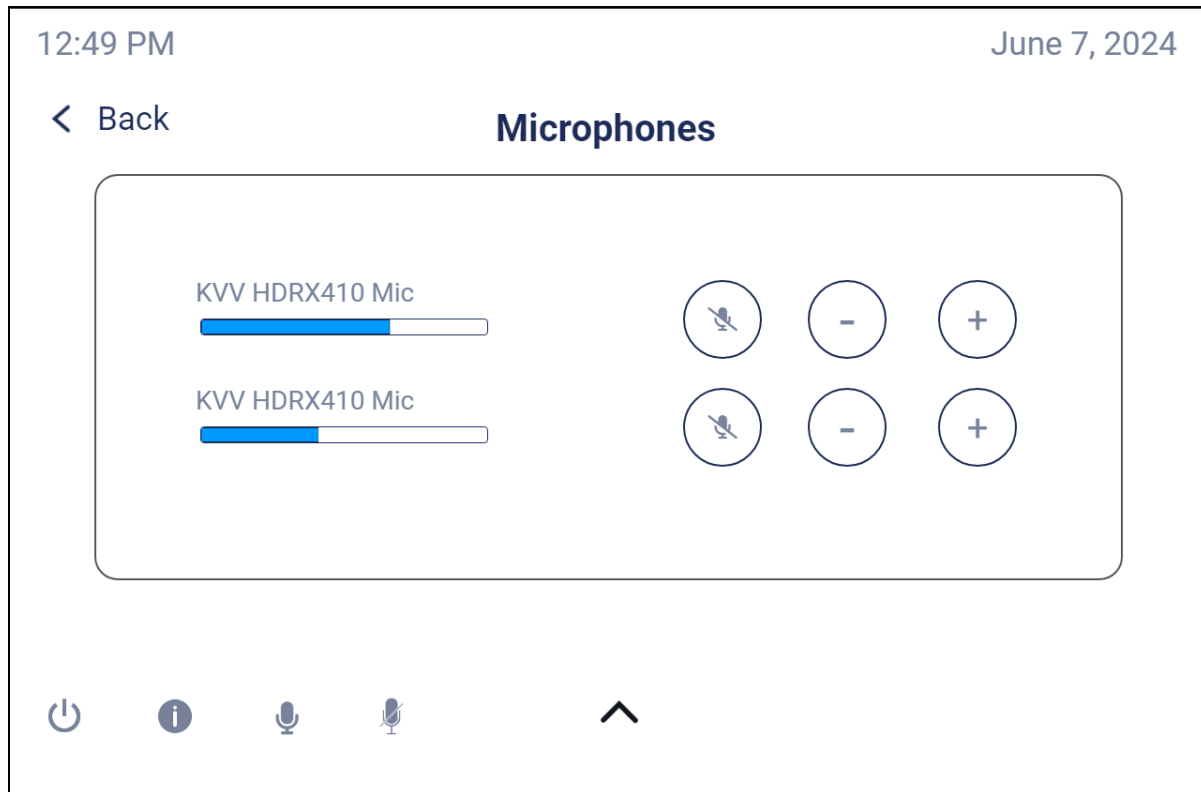 12:49 PM
June 7, 2024
Back
Microphones
KVV HDRX410 Mic
- +
KVV HDRX410 Mic
- +